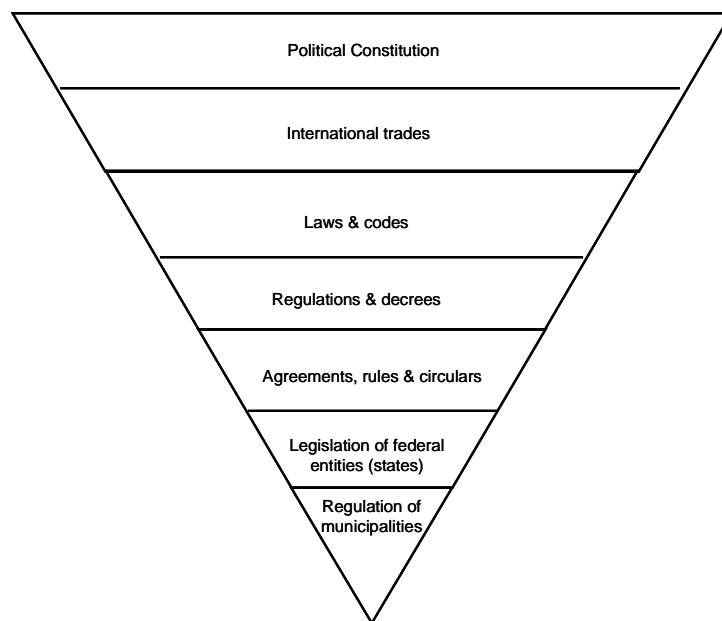 Political Constitution
International trades
Laws & codes
Regulations & decrees
Agreements, rules & circulars
Legislation of federal
entities (states)
Regulation of
municipalities